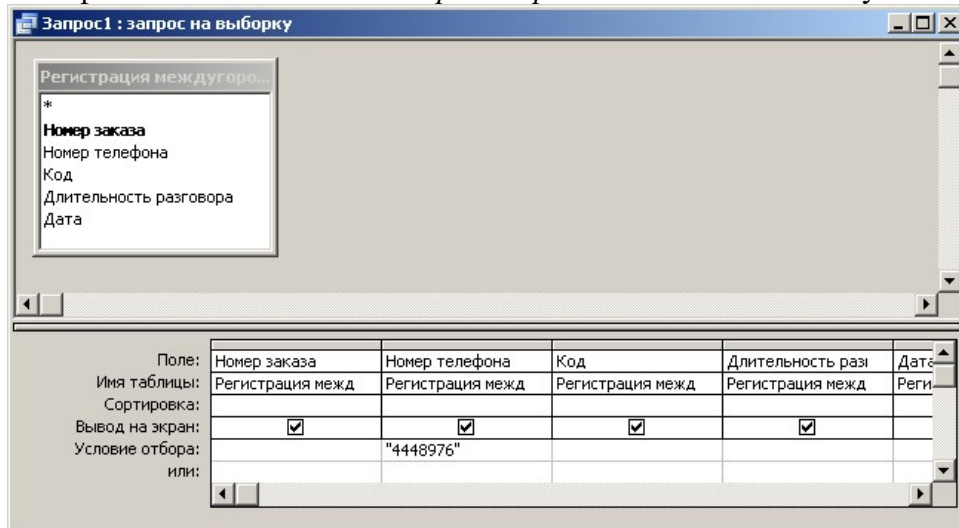 Запрос1 : запрос на выборку
Регистрация междугоро...
*
Номер заказа
Номер телефона
Код
Длительность разговора
Дата
Поле: Номер заказа Номер телефона Код Длительность разг Дата
Имя таблицы: Регистрация межд Регистрация межд Регистрация межд Регистрация межд Реги
Сортировка:
Вывод на экран:
Условие отбора: "4448976"
или: